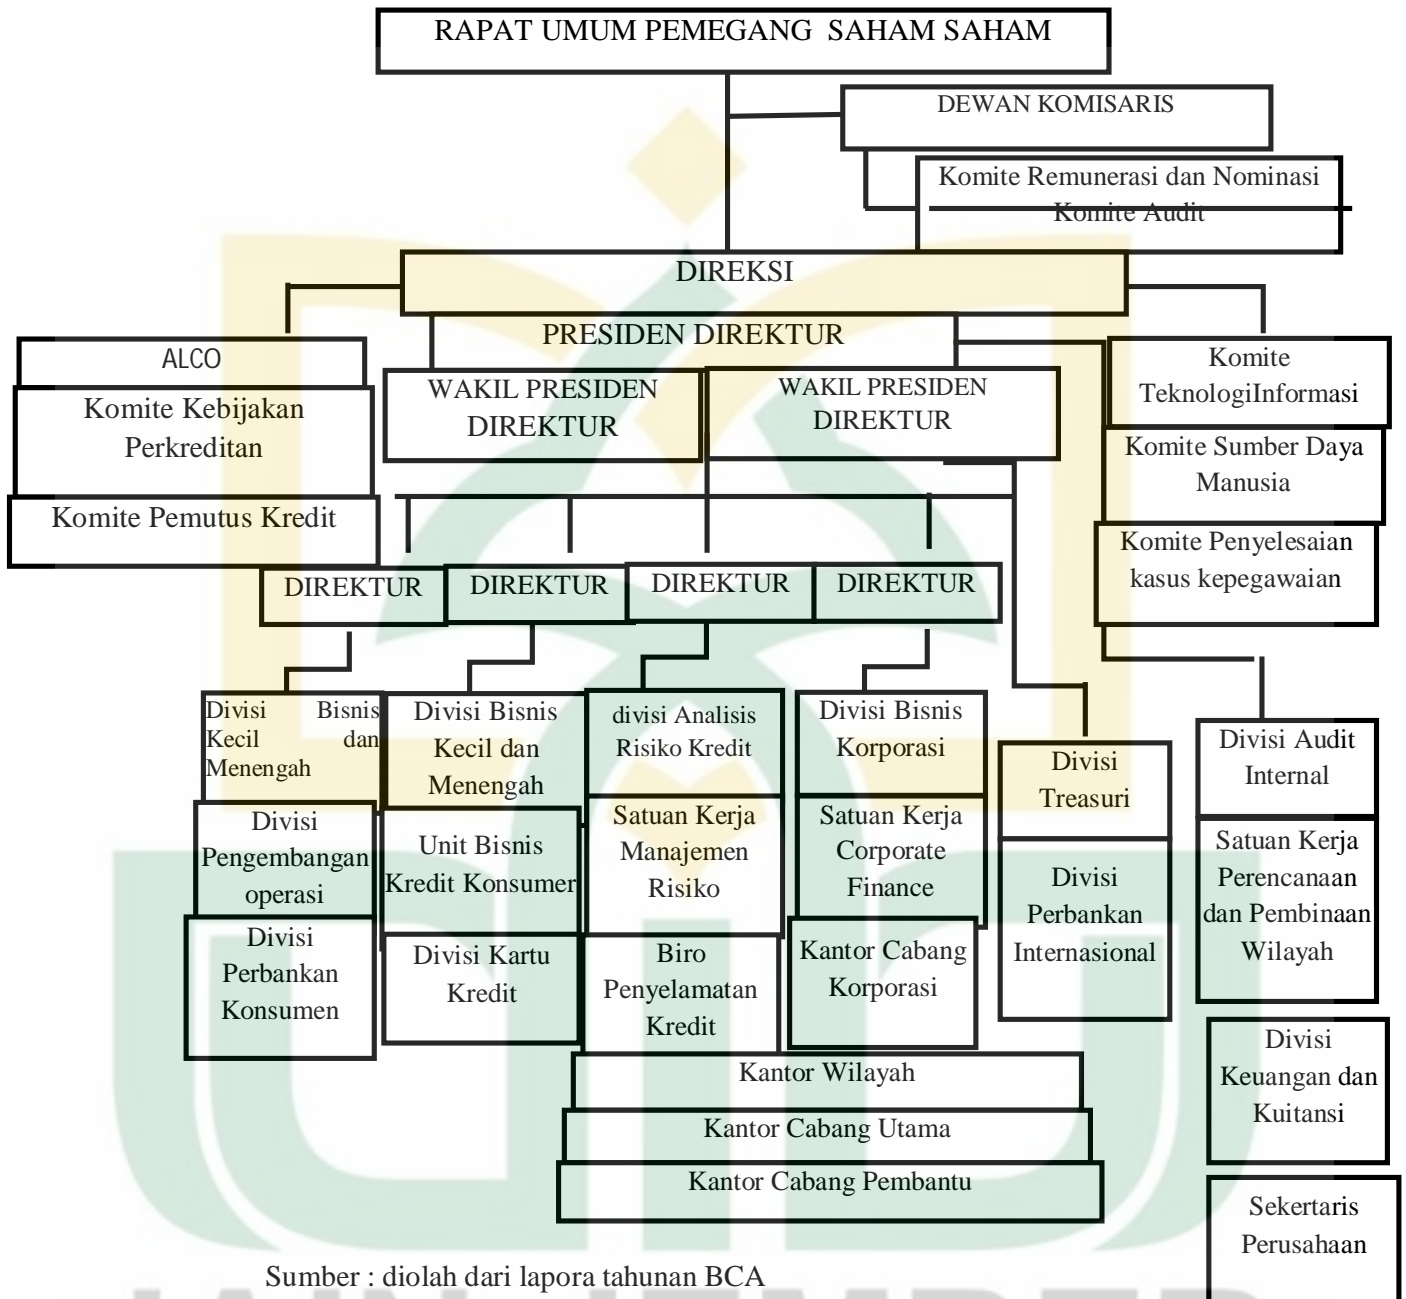 RAPAT UMUM PEMEGANG SAHAM SAHAM
DEWAN KOMISARIS
Komite Remunerasi dan Nominasi
Komite Audit
DIREKSI
PRESIDEN DIREKTUR
ALCO
Komite Kebijakan
Perkreditan
Komite Pemutus Kredit
WAKIL PRESIDEN
DIREKTUR
WAKIL PRESIDEN
DIREKTUR
Komite
TeknologiInformasi
Komite Sumber Daya
Manusia
Komite Penyelesaian
kasus kepegawaian
DIREKTUR
DIREKTUR
DIREKTUR
DIREKTUR
Divisi Bisnis
Kecil dan
Menengah
Divisi
Pengembangan
operasi
Divisi
Perbankan
Konsumen
Divisi Bisnis
Kecil dan
Menengah
Unit Bisnis
Kredit Konsumer
Divisi Kartu
Kredit
divisi Analisis
Risiko Kredit
Satuan Kerja
Manajemen
Risiko
Biro
Penyelamatan
Kredit
Divisi Bisnis
Korporasi
Satuan Kerja
Corporate
Finance
Kantor Cabang
Korporasi
Divisi
Treasuri
Divisi
Perbankan
Internasional
Divisi Audit
Internal
Satuan Kerja
Perencanaan
dan Pembinaan
Wilayah
Divisi
Keuangan dan
Kuitansi
Sekertaris
Perusahaan
Kantor Wilayah
Kantor Cabang Utama
Kantor Cabang Pembantu
Sumber : diolah dari lapora tahunan BCA